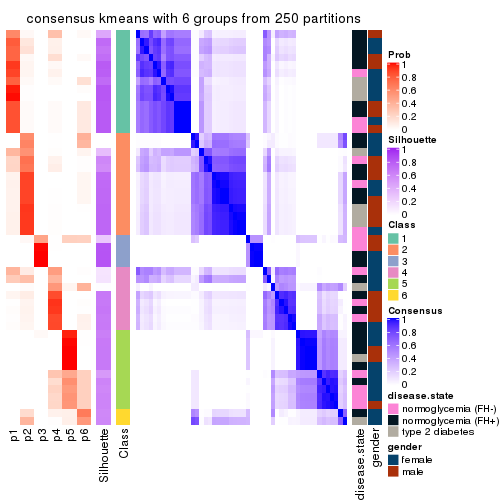 consensus kmeans with 6 groups from 250 partitions
p1
p2
p3
p4
p5
p6
Silhouette
Class
disease.state
gender
Prob
1
0.8
0.6
0.4
0.2
0
Silhouette
1
0.8
0.6
0.4
0.2
0
Class
1
2
3
4
5
6
Consensus
1
0.8
0.6
0.4
0.2
0
disease.state
normoglycemia (FH-)
normoglycemia (FH+)
type 2 diabetes
gender
female
male